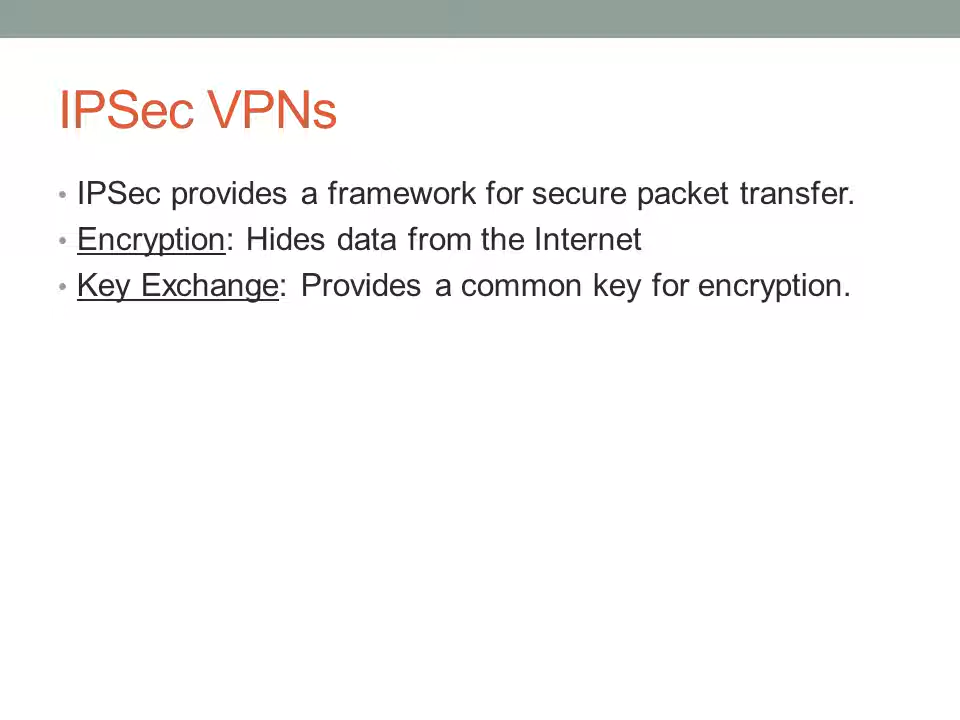 IPSec VPNs
• IPSec provides a framework for secure packet transfer.
• Encryption: Hides data from the Internet
• Key Exchange: Provides a common key for encryption.